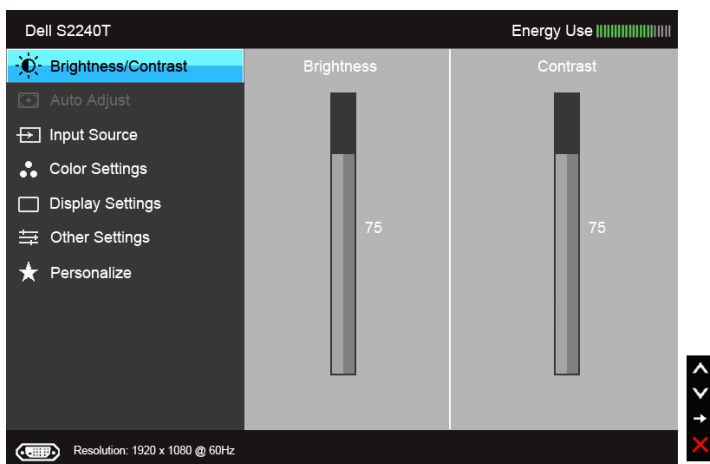 Dell S2240T
Energy Use
Brightness/Contrast
Auto Adjust
Input Source
Color Settings
Display Settings
Other Settings
Personalize
Brightness
75
Contrast
75
Resolution: 1920 x 1080 @ 60Hz